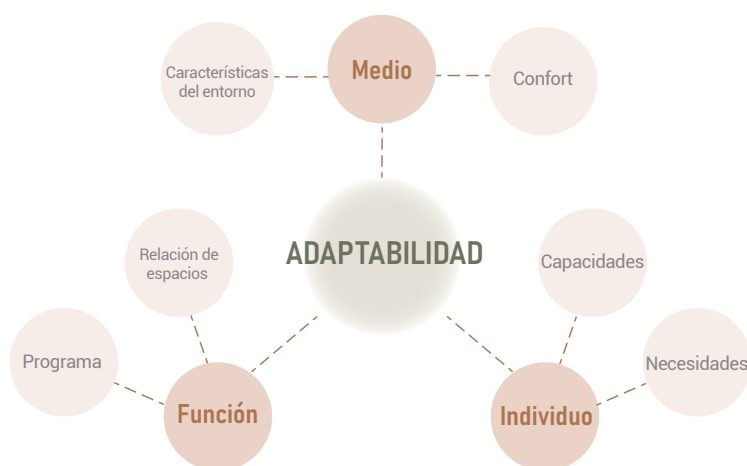 Medio
Características
del entorno
Confort
ADAPTABILIDAD
Relación de
espacios
Capacidades
Programa
Necesidades
Función
Individuo